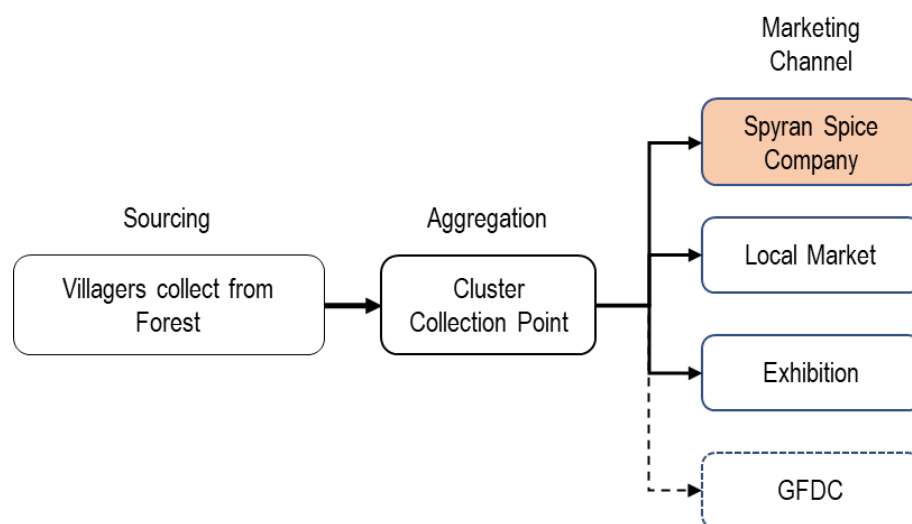 Marketing
Channel
Spyran Spice
Company
Sourcing
Aggregation
Villagers collect from
Forest
Cluster
Collection Point
Local Market
Exhibition
GFDC